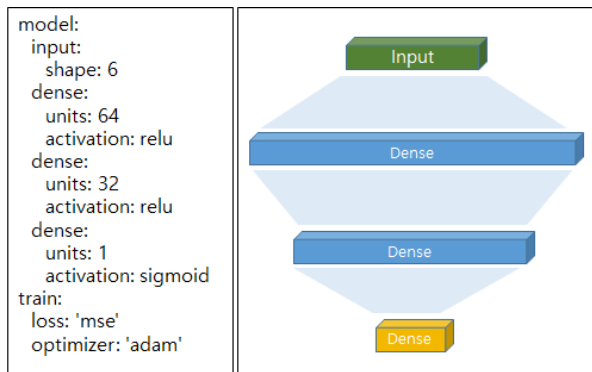 model:
input:
shape: 6
dense:
units: 64
activation: relu
dense:
units: 32
activation: relu
dense:
units: 1
activation: sigmoid
train:
loss: 'mse'
optimizer: 'adam'
Input
Dense
Dense
Dense